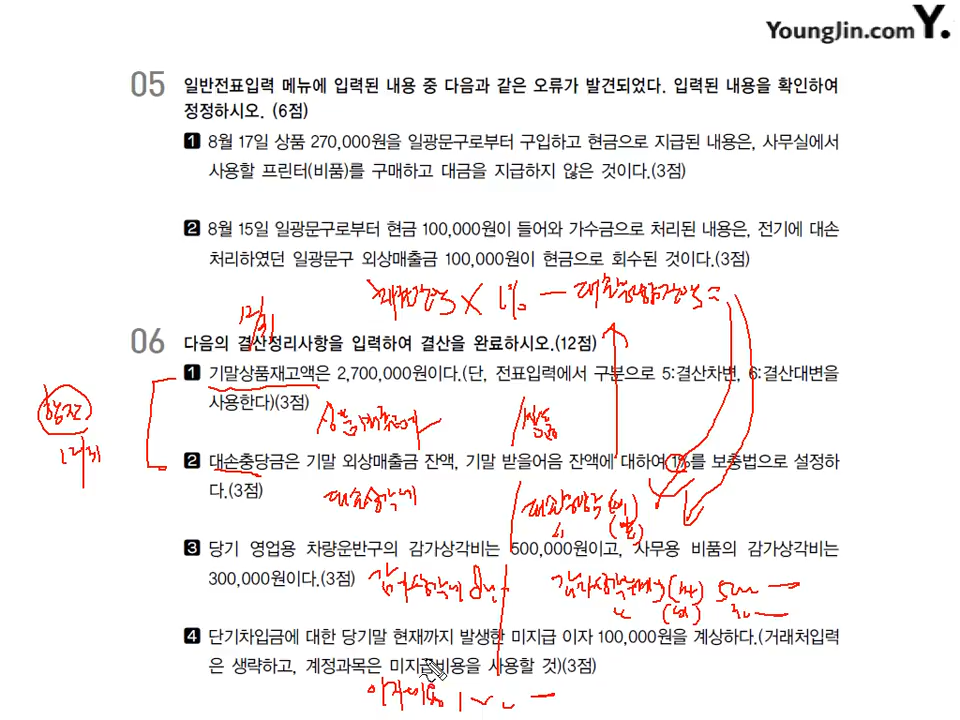 YoungJin.com Y.
05 일반전표입력 메뉴에 입력된 내용 중 다음과 같은 오류가 발견되었다. 입력된 내용을 확인하여
정정하시오. (6점)
1 8월 17일 상품 270,000원을 일광문구로부터 구입하고 현금으로 지급된 내용은, 사무실에서
사용할 프린터(비품)를 구매하고 대금을 지급하지 않은 것이다.(3점)
2 8월 15일 일광문구로부터 현금 100,000원이 들어와 가수금으로 처리된 내용은, 전기에 대손
처리하였던 일광문구 외상매출금 100,000원이 현금으로 회수된 것이다.(3점)
채권잔액 × 1% - 대손충당금잔액 =
12/31
06 다음의 결산정리사항을 입력하여 결산을 완료하시오.(12점)
1 기말상품재고액은 2,700,000원이다.(단, 전표입력에서 구분으로 5:결산차변, 6:결산대변을
사용한다)(3점)
12/31
2 대손충당금은 기말 외상매출금 잔액, 기말 받을어음 잔액에 대하여 1%를 보충법으로 설정하
다.(3점)
대손상각비
3 당기 영업용 차량운반구의 감가상각비는 500,000원이고, 사무용 비품의 감가상각비는
300,000원이다.(3점)
감가상각비
4 단기차입금에 대한 당기말 현재까지 발생한 미지급 이자 100,000원을 계상하다.(거래처입력
은 생략하고, 계정과목은 미지급비용을 사용할 것)(3점)
이자비용